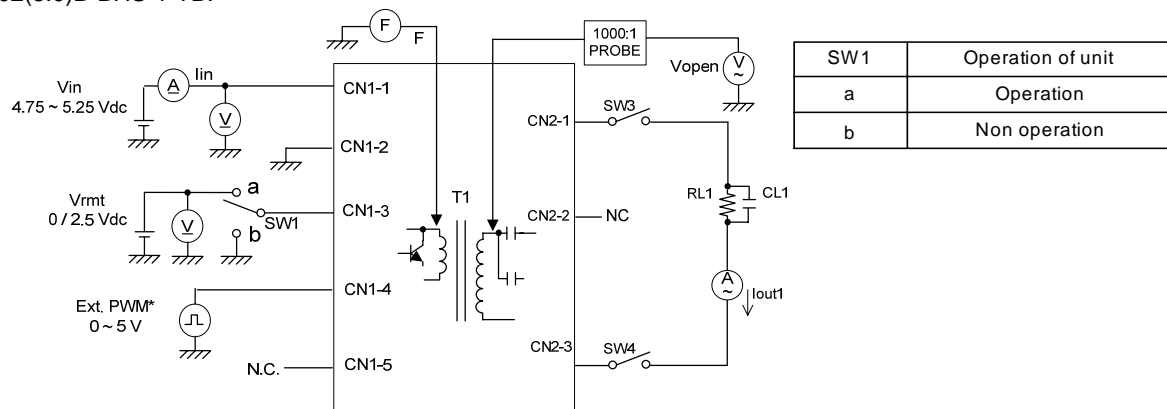 F
F
1000:1
PROBE
Vopen
V
~
SW1 Operation of unit
a Operation
b Non operation
Vin
4.75 ~ 5.25 Vdc
Iin
A
V
CN1-1
CN1-2
Vrmt
0 / 2.5 Vdc
V
a
b
SW1
CN1-3
Ext. PWM*
0 ~ 5 V
CN1-4
N.C.
CN1-5
T1
CN2-1
SW3
CN2-2
NC
RL1
CL1
A
~
Iout1
CN2-3
SW4